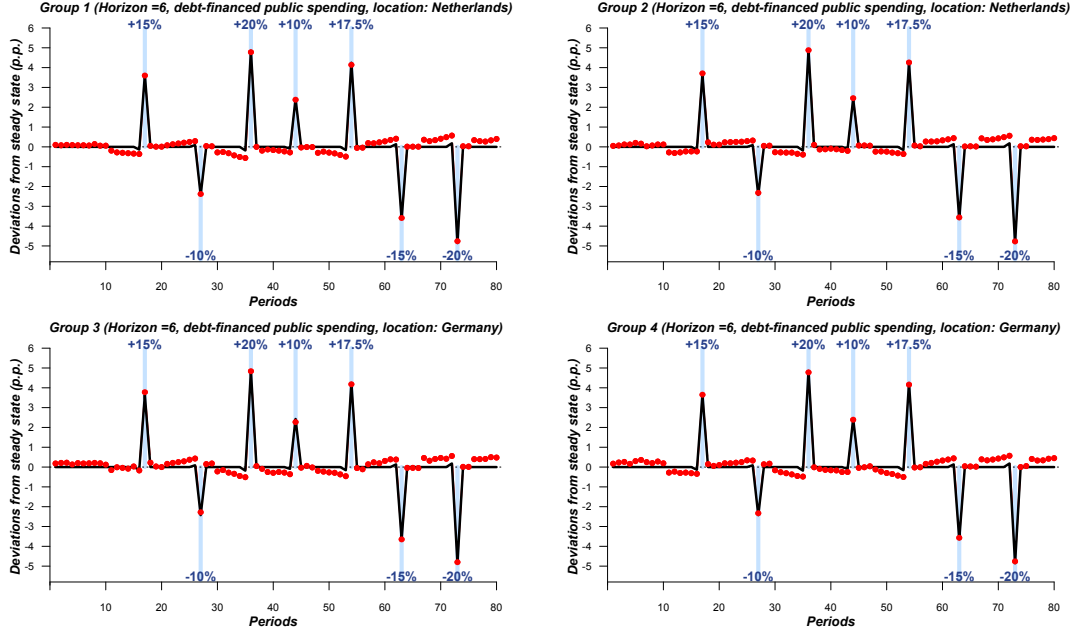 Group 1 (Horizon =6, debt-financed public spending, location: Netherlands)
+15% +20% +10% +17.5%
6
5
4
3
2
1
0
-1
-2
-3
-4
-5
Deviations from steady state (p.p.)
-10% -15% -20%
10 20 30 40 50 60 70 80
Periods
Group 2 (Horizon =6, debt-financed public spending, location: Netherlands)
+15% +20% +10% +17.5%
6
5
4
3
2
1
0
-1
-2
-3
-4
-5
Deviations from steady state (p.p.)
-10% -15% -20%
10 20 30 40 50 60 70 80
Periods
Group 3 (Horizon =6, debt-financed public spending, location: Germany)
+15% +20% +10% +17.5%
6
5
4
3
2
1
0
-1
-2
-3
-4
-5
Deviations from steady state (p.p.)
-10% -15% -20%
10 20 30 40 50 60 70 80
Periods
Group 4 (Horizon =6, debt-financed public spending, location: Germany)
+15% +20% +10% +17.5%
6
5
4
3
2
1
0
-1
-2
-3
-4
-5
Deviations from steady state (p.p.)
-10% -15% -20%
10 20 30 40 50 60 70 80
Periods